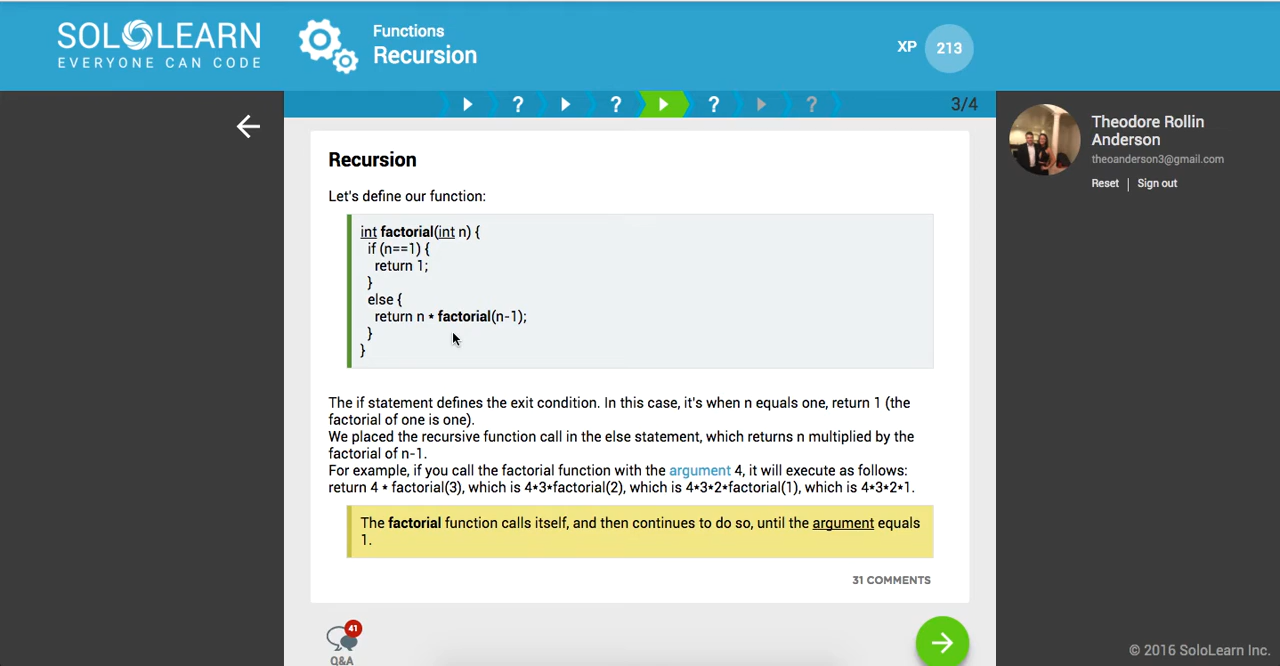 SOLOLEARN
EVERYONE CAN CODE
Functions
Recursion
XP
213
? ? ? ?
3/4
Theodore Rollin
Anderson
theoanderson3@gmail.com
Reset | Sign out
Recursion
Let's define our function:
int factorial(int n) {
if (n==1) {
return 1;
}
else {
return n * factorial(n-1);
}
}
The if statement defines the exit condition. In this case, it's when n equals one, return 1 (the
factorial of one is one).
We placed the recursive function call in the else statement, which returns n multiplied by the
factorial of n-1.
For example, if you call the factorial function with the argument 4, it will execute as follows:
return 4 * factorial(3), which is 4*3*factorial(2), which is 4*3*2*factorial(1), which is 4*3*2*1.
The factorial function calls itself, and then continues to do so, until the argument equals
1.
31 COMMENTS
41
Q&A
© 2016 SoloLearn Inc.